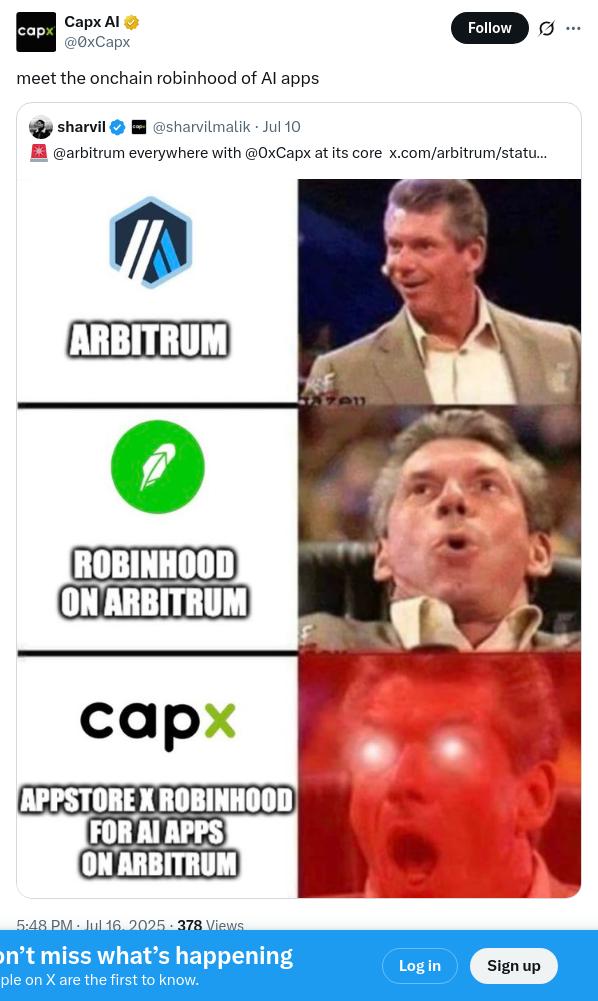 Capx AI
@0xCapx
Follow
meet the onchain robinhood of AI apps
sharvil @sharvilmalik · Jul 10
🚨 @arbitrum everywhere with @0xCapx at its core x.com/arbitrum/statu...
ARBITRUM
ROBINHOOD
ON ARBITRUM
capx
APPSTORE X ROBINHOOD
FOR AI APPS
ON ARBITRUM
5:48 PM · Jul 16, 2025 · 378 Views
on't miss what's happening
ple on X are the first to know.
Log in
Sign up